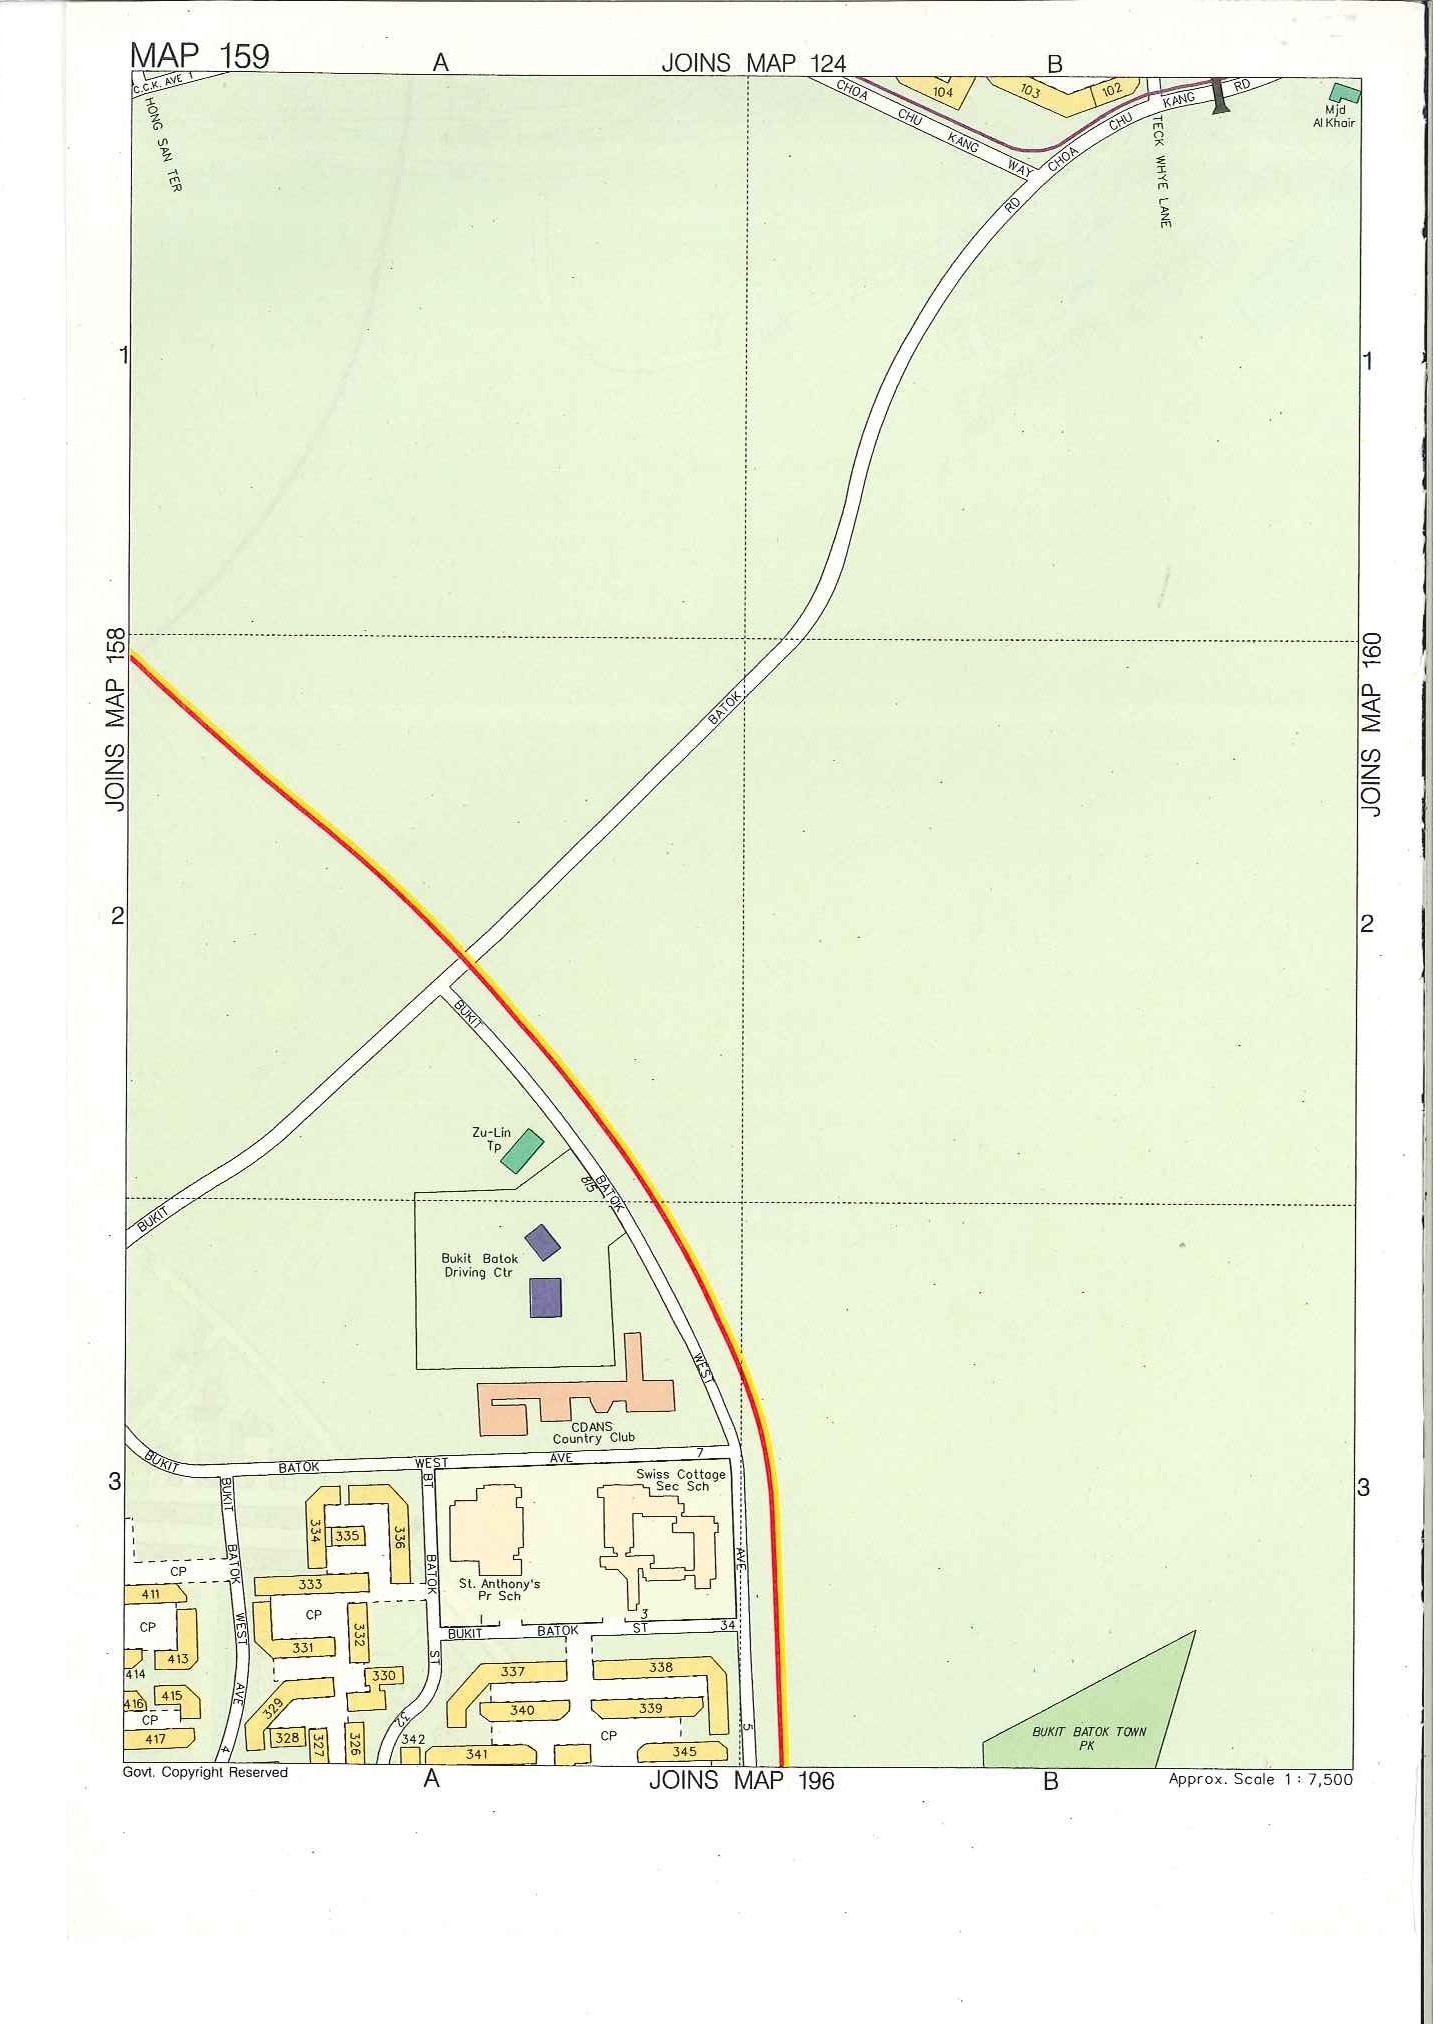 MAP 159
A
JOINS MAP 124
B
C.C.K. AVE 1
HONG SAN TER
CHOA CHU KANG WAY
104
103
102
CHOA CHU KANG RD
TECK WHYE LANE
Mjd
Al Khair
1
1
RD
JOINS MAP 158
JOINS MAP 160
BATOK
2
2
BUKIT
Zu-Lin
Tp
815
BATOK
BUKIT
Bukit Batok
Driving Ctr
WEST
CDANS
Country Club
BUKIT BATOK WEST AVE 7
3
3
Swiss Cottage
Sec Sch
BUKIT BATOK WEST AVE 4
BT BATOK ST 32
AVE 5
334
335
336
St. Anthony's
Pr Sch
CP
333
411
CP
CP
332
331
3
BUKIT BATOK ST 34
413
414
330
337
338
416
415
329
340
339
CP
417
328
327
326
342
341
CP
345
BUKIT BATOK TOWN
PK
Govt. Copyright Reserved
A
JOINS MAP 196
B
Approx. Scale 1 : 7,500